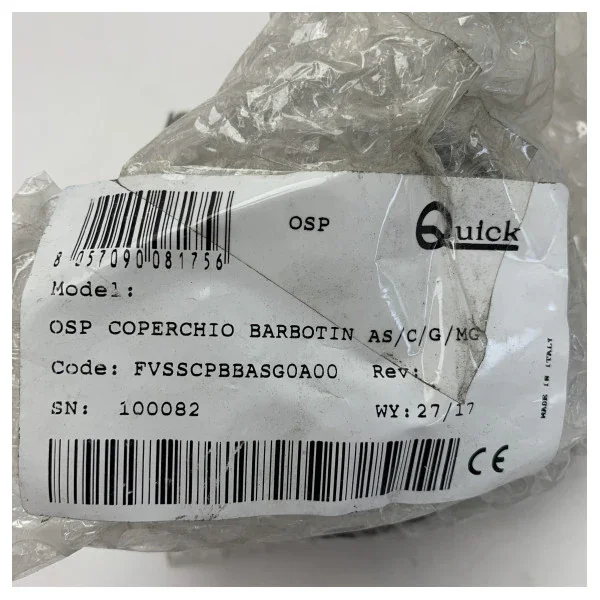 OSP
Quick
8 057090 081756
Model:
OSP COPERCHIO BARBOTIN AS/C/G/MG
Code: FVSSCPBBASG0A00 Rev:
SN: 100082 WY: 27/17
MADE IN ITALY
CE